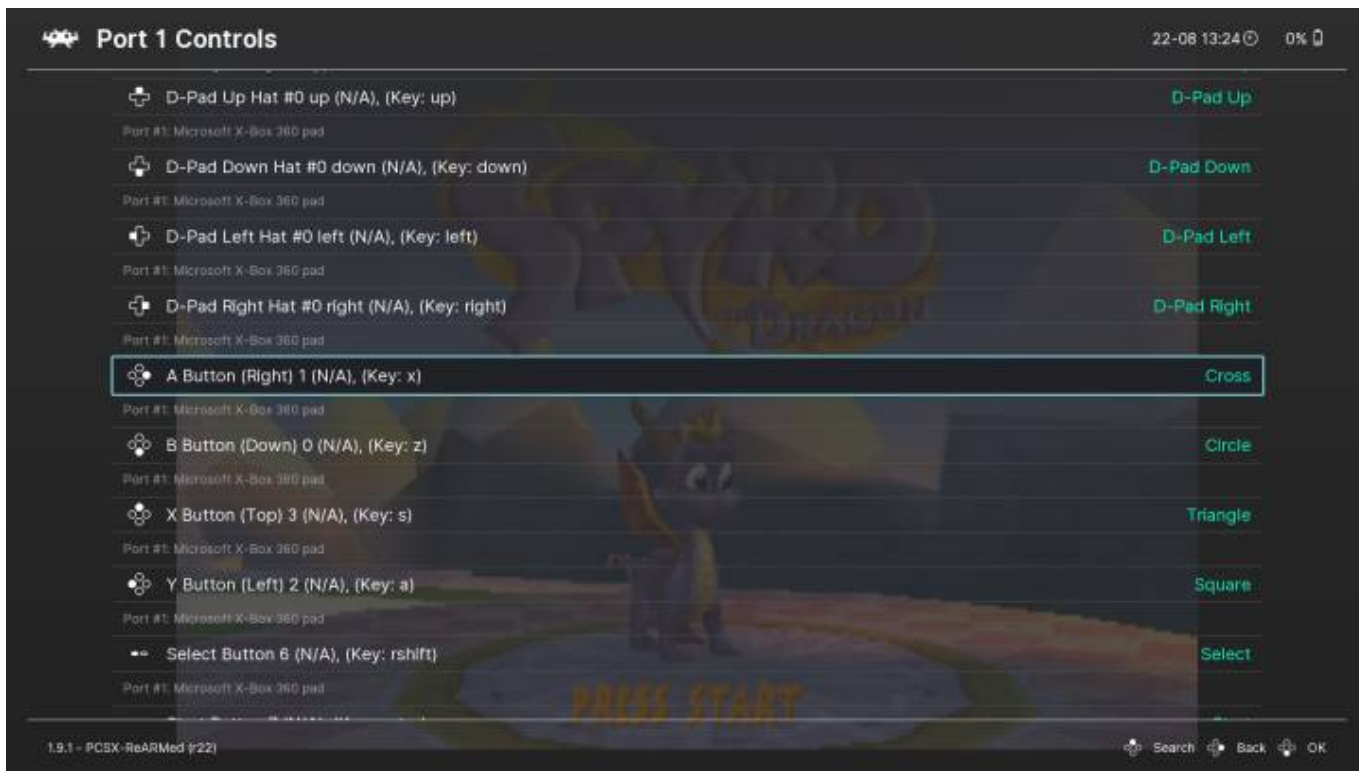 Port 1 Controls
22-08 13:24
0%
D-Pad Up Hat #0 up (N/A), (Key: up) D-Pad Up
Port #1: Microsoft X-Box 360 pad
D-Pad Down Hat #0 down (N/A), (Key: down) D-Pad Down
Port #1: Microsoft X-Box 360 pad
D-Pad Left Hat #0 left (N/A), (Key: left) D-Pad Left
Port #1: Microsoft X-Box 360 pad
D-Pad Right Hat #0 right (N/A), (Key: right) D-Pad Right
Port #1: Microsoft X-Box 360 pad
A Button (Right) 1 (N/A), (Key: x) Cross
Port #1: Microsoft X-Box 360 pad
B Button (Down) 0 (N/A), (Key: z) Circle
Port #1: Microsoft X-Box 360 pad
X Button (Top) 3 (N/A), (Key: s) Triangle
Port #1: Microsoft X-Box 360 pad
Y Button (Left) 2 (N/A), (Key: a) Square
Port #1: Microsoft X-Box 360 pad
Select Button 6 (N/A), (Key: rshift) Select
Port #1: Microsoft X-Box 360 pad
SPYRO
THE DRAGON
PRESS START
1.9.1 - PCSX-ReARMed (r22)
Search Back OK